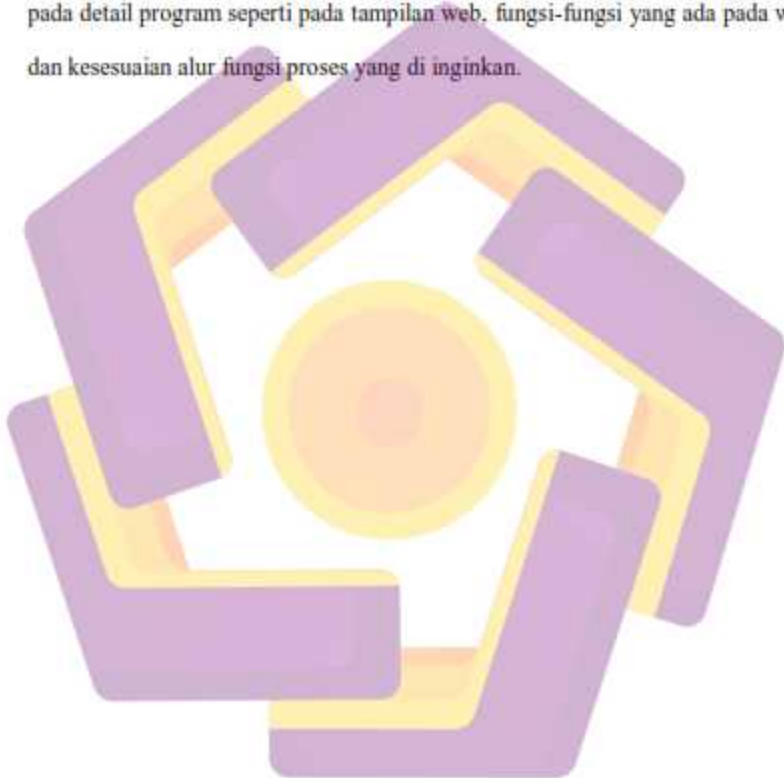 pada detail program seperti pada tampilan web, fungsi-fungsi yang ada pada
dan kesesuaian alur fungsi proses yang di inginkan.